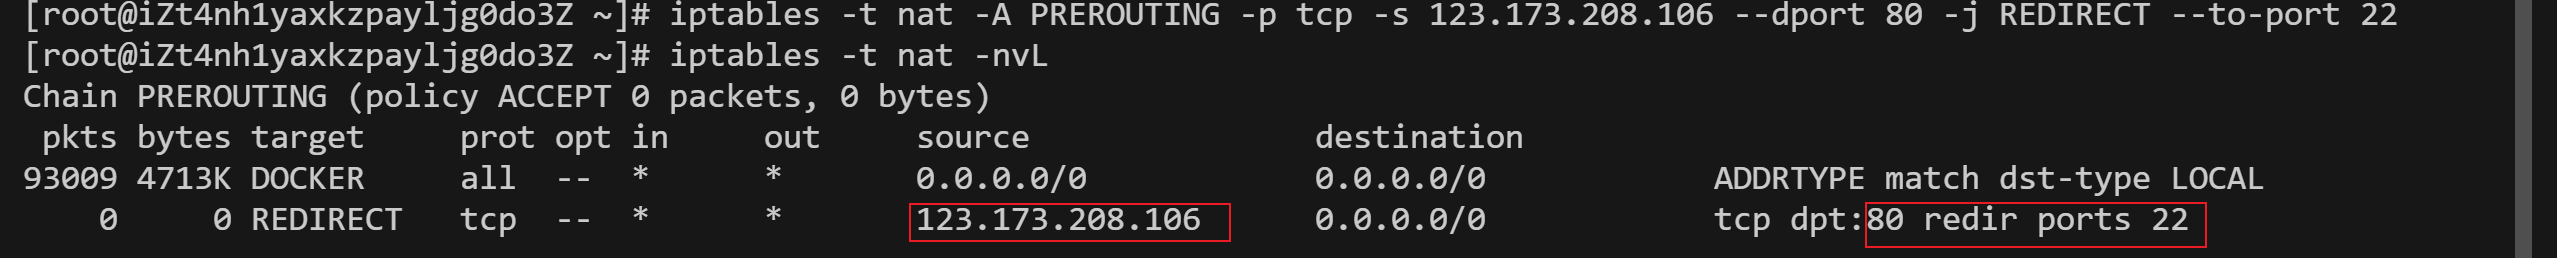 [root@iZt4nh1yaxkzpayljg0do3Z ~]# iptables -t nat -A PREROUTING -p tcp -s 123.173.208.106 --dport 80 -j REDIRECT --to-port 22
[root@iZt4nh1yaxkzpayljg0do3Z ~]# iptables -t nat -nvL
Chain PREROUTING (policy ACCEPT 0 packets, 0 bytes)
 pkts bytes target     prot opt in     out     source               destination
93009 4713K DOCKER     all  --  *      *       0.0.0.0/0            0.0.0.0/0            ADDRTYPE match dst-type LOCAL
    0     0 REDIRECT   tcp  --  *      *       123.173.208.106      0.0.0.0/0            tcp dpt:80 redir ports 22